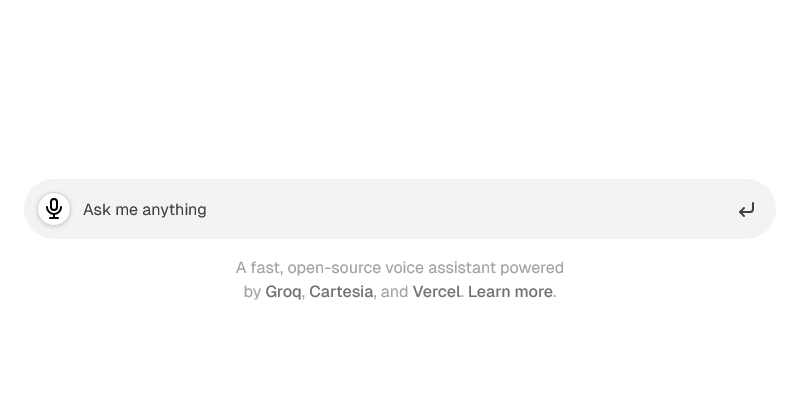 Ask me anything
A fast, open-source voice assistant powered
by Groq, Cartesia, and Vercel. Learn more.